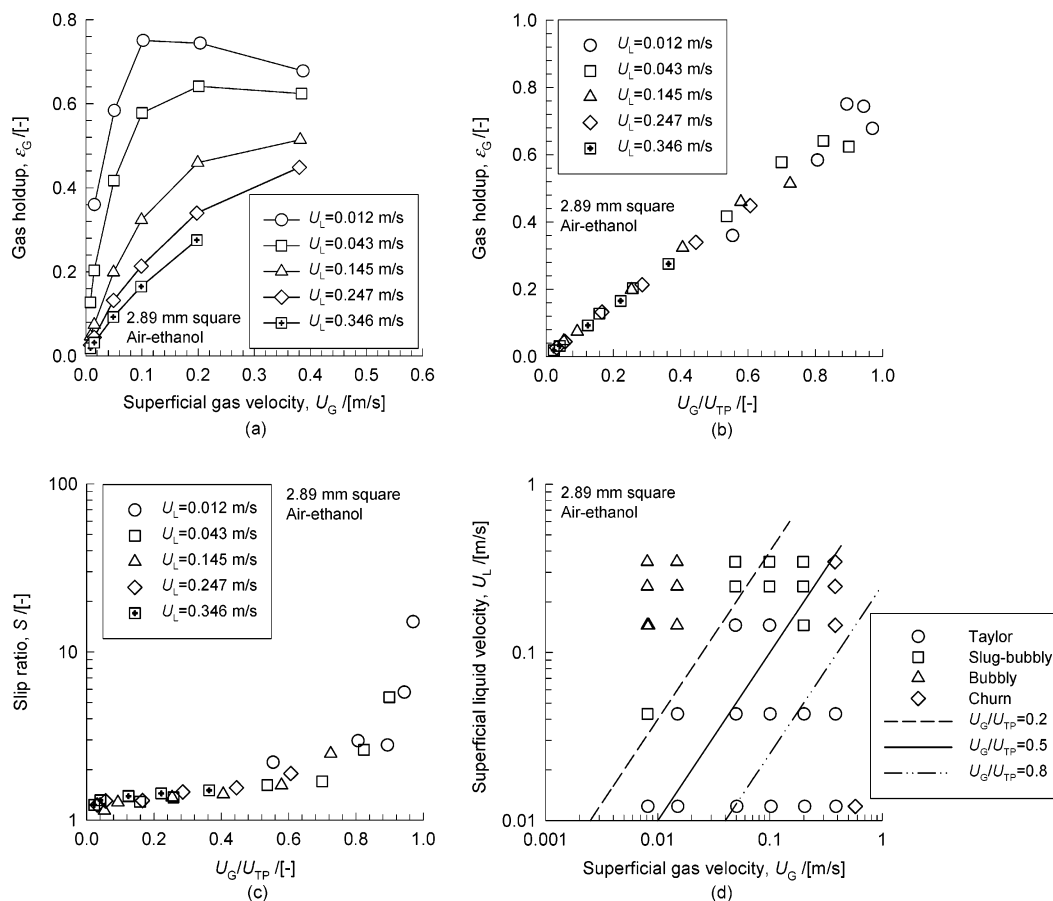 0.8
0.6
0.4
0.2
0.0
Gas holdup, εG /[-]
0.0 0.1 0.2 0.3 0.4 0.5 0.6
Superficial gas velocity, UG /[m/s]
(a)
UL=0.012 m/s
UL=0.043 m/s
UL=0.145 m/s
UL=0.247 m/s
UL=0.346 m/s
2.89 mm square
Air-ethanol
1.0
0.8
0.6
0.4
0.2
0.0
Gas holdup, εG /[-]
UL=0.012 m/s
UL=0.043 m/s
UL=0.145 m/s
UL=0.247 m/s
UL=0.346 m/s
2.89 mm square
Air-ethanol
0.0 0.2 0.4 0.6 0.8 1.0
UG/UTP /[-]
(b)
100
10
1
Slip ratio, S /[-]
UL=0.012 m/s
UL=0.043 m/s
UL=0.145 m/s
UL=0.247 m/s
UL=0.346 m/s
2.89 mm square
Air-ethanol
0.0 0.2 0.4 0.6 0.8 1.0
UG/UTP/[-]
(c)
2.89 mm square
Air-ethanol
1
0.1
0.01
Superficial liquid velocity, UL /[m/s]
0.001 0.01 0.1 1
Superficial gas velocity, UG /[m/s]
(d)
Taylor
Slug-bubbly
Bubbly
Churn
UG/UTP=0.2
UG/UTP=0.5
UG/UTP=0.8